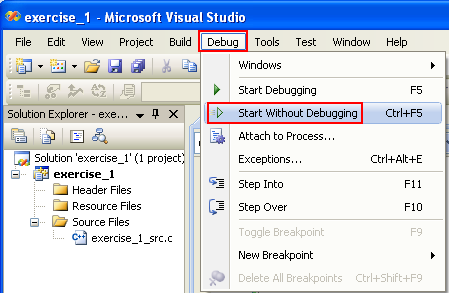 exercise_1 - Microsoft Visual Studio
File Edit View Project Build Debug Tools Test Window Help
Solution Explorer - exe...
Solution 'exercise_1' (1 project)
exercise_1
Header Files
Resource Files
Source Files
exercise_1_src.c
Windows
Start Debugging F5
Start Without Debugging Ctrl+F5
Attach to Process...
Exceptions... Ctrl+Alt+E
Step Into F11
Step Over F10
Toggle Breakpoint F9
New Breakpoint
Delete All Breakpoints Ctrl+Shift+F9